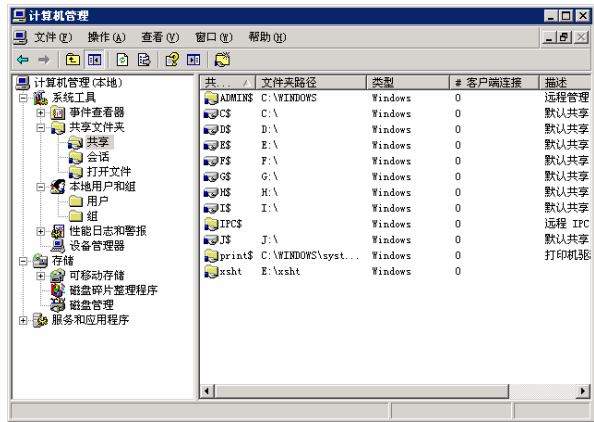 计算机管理
文件(F) 操作(A) 查看(V) 窗口(W) 帮助(H)
计算机管理(本地)
系统工具
事件查看器
共享文件夹
共享
会话
打开文件
本地用户和组
用户
组
性能日志和警报
设备管理器
存储
可移动存储
磁盘碎片整理程序
磁盘管理
服务和应用程序
共... 文件夹路径 类型 # 客户端连接 描述
ADMIN$ C:\WINDOWS Windows 0 远程管理
C$ C:\ Windows 0 默认共享
D$ D:\ Windows 0 默认共享
E$ E:\ Windows 0 默认共享
F$ F:\ Windows 0 默认共享
G$ G:\ Windows 0 默认共享
H$ H:\ Windows 0 默认共享
I$ I:\ Windows 0 默认共享
IPC$ Windows 0 远程 IPC
J$ J:\ Windows 0 默认共享
print$ C:\WINDOWS\syst... Windows 0 打印机驱
xsht E:\xsht Windows 0